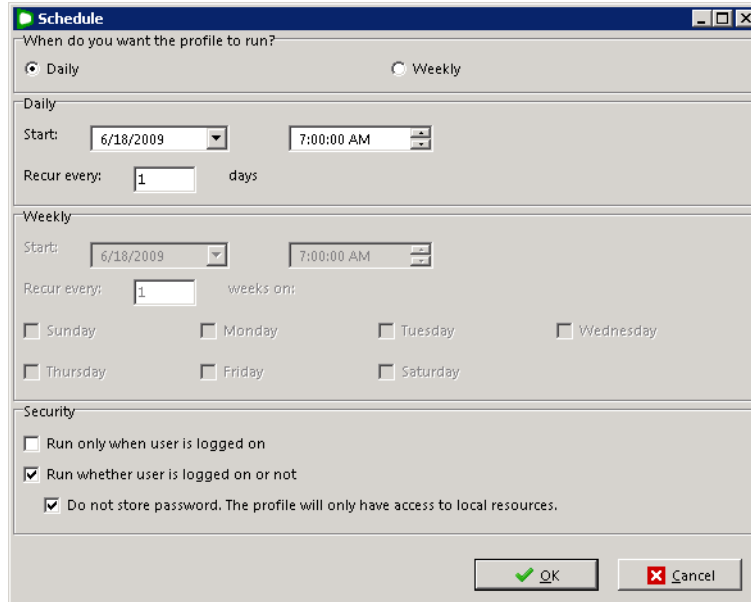 Schedule
When do you want the profile to run?
Daily Weekly
Daily
Start: 6/18/2009 7:00:00 AM
Recur every: 1 days
Weekly
Start: 6/18/2009 7:00:00 AM
Recur every: 1 weeks on:
Sunday Monday Tuesday Wednesday
Thursday Friday Saturday
Security
Run only when user is logged on
Run whether user is logged on or not
Do not store password. The profile will only have access to local resources.
OK Cancel